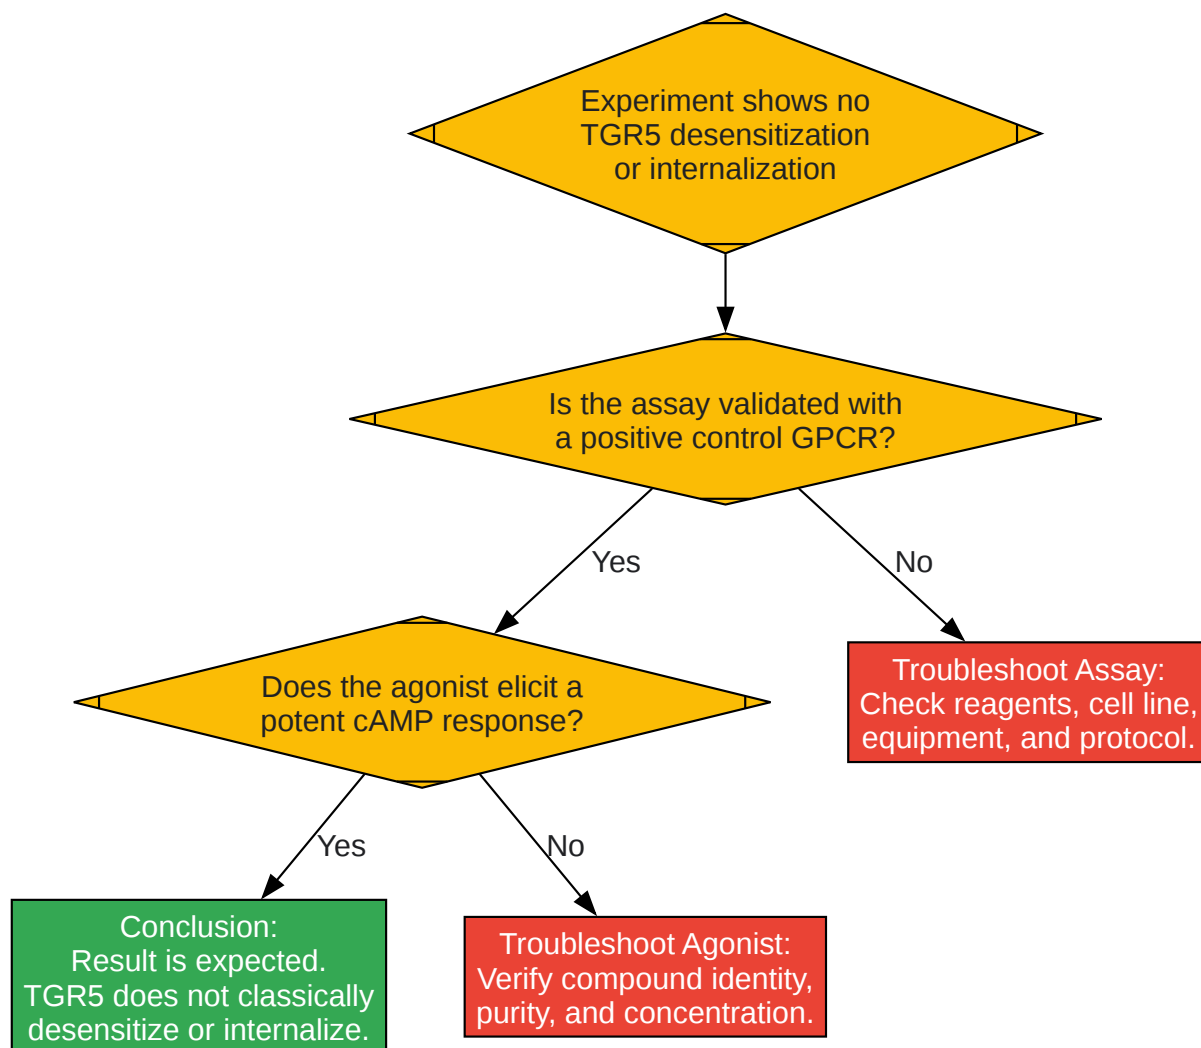 Experiment shows no
TGR5 desensitization
or internalization
Is the assay validated with
a positive control GPCR?
Yes
No
Does the agonist elicit a
potent cAMP response?
Troubleshoot Assay:
Check reagents, cell line,
equipment, and protocol.
Yes
No
Conclusion:
Result is expected.
TGR5 does not classically
desensitize or internalize.
Troubleshoot Agonist:
Verify compound identity,
purity, and concentration.